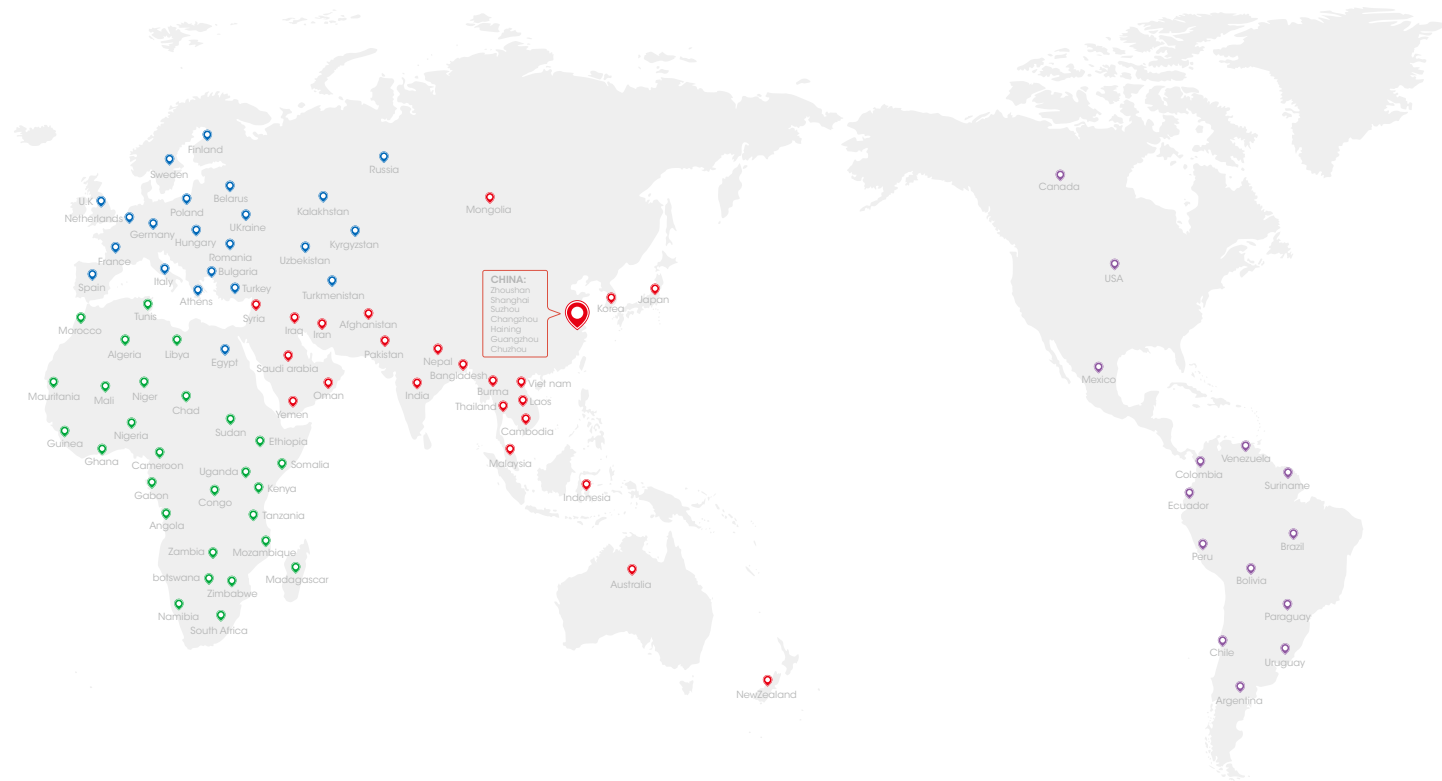 Finland
Sweden
Russia
Canada
U K
Belarus
Poland
Kalakhstan
Mongolia
Netherlands
UKraine
Germany
Hungary
Kyrgyzstan
Romania
France
Uzbekistan
Bulgaria
Italy
Spain
Turkey
Athens
Turkmenistan
USA
CHINA:
Zhoushan
Shanghai
Suzhou
Changzhou
Haining
Guangzhou
Chuzhou
Japan
Korea
Tunis
Syria
Marocco
Iraq
Iran
Afghanistan
Algeria
Libya
Egypt
Saudi arabia
Pakistan
Nepal
Bangladesh
Mexico
Mauritania
Mali
Niger
Chad
Oman
India
Burma
Viet nam
Laos
Thailand
Yemen
Sudan
Nigeria
Guinea
Ethiopia
Cambodia
Ghana
Cameroon
Somalia
Malaysia
Venezuela
Uganda
Colombia
Gabon
Kenya
Congo
Indonesia
Suriname
Ecuador
Angola
Tanzania
Zambia
Mozambique
Brazil
Peru
botswana
Zimbabwe
Madagascar
Australia
Bolivia
Namibia
South Africa
Paraguay
Chile
Uruguay
NewZealand
Argentina